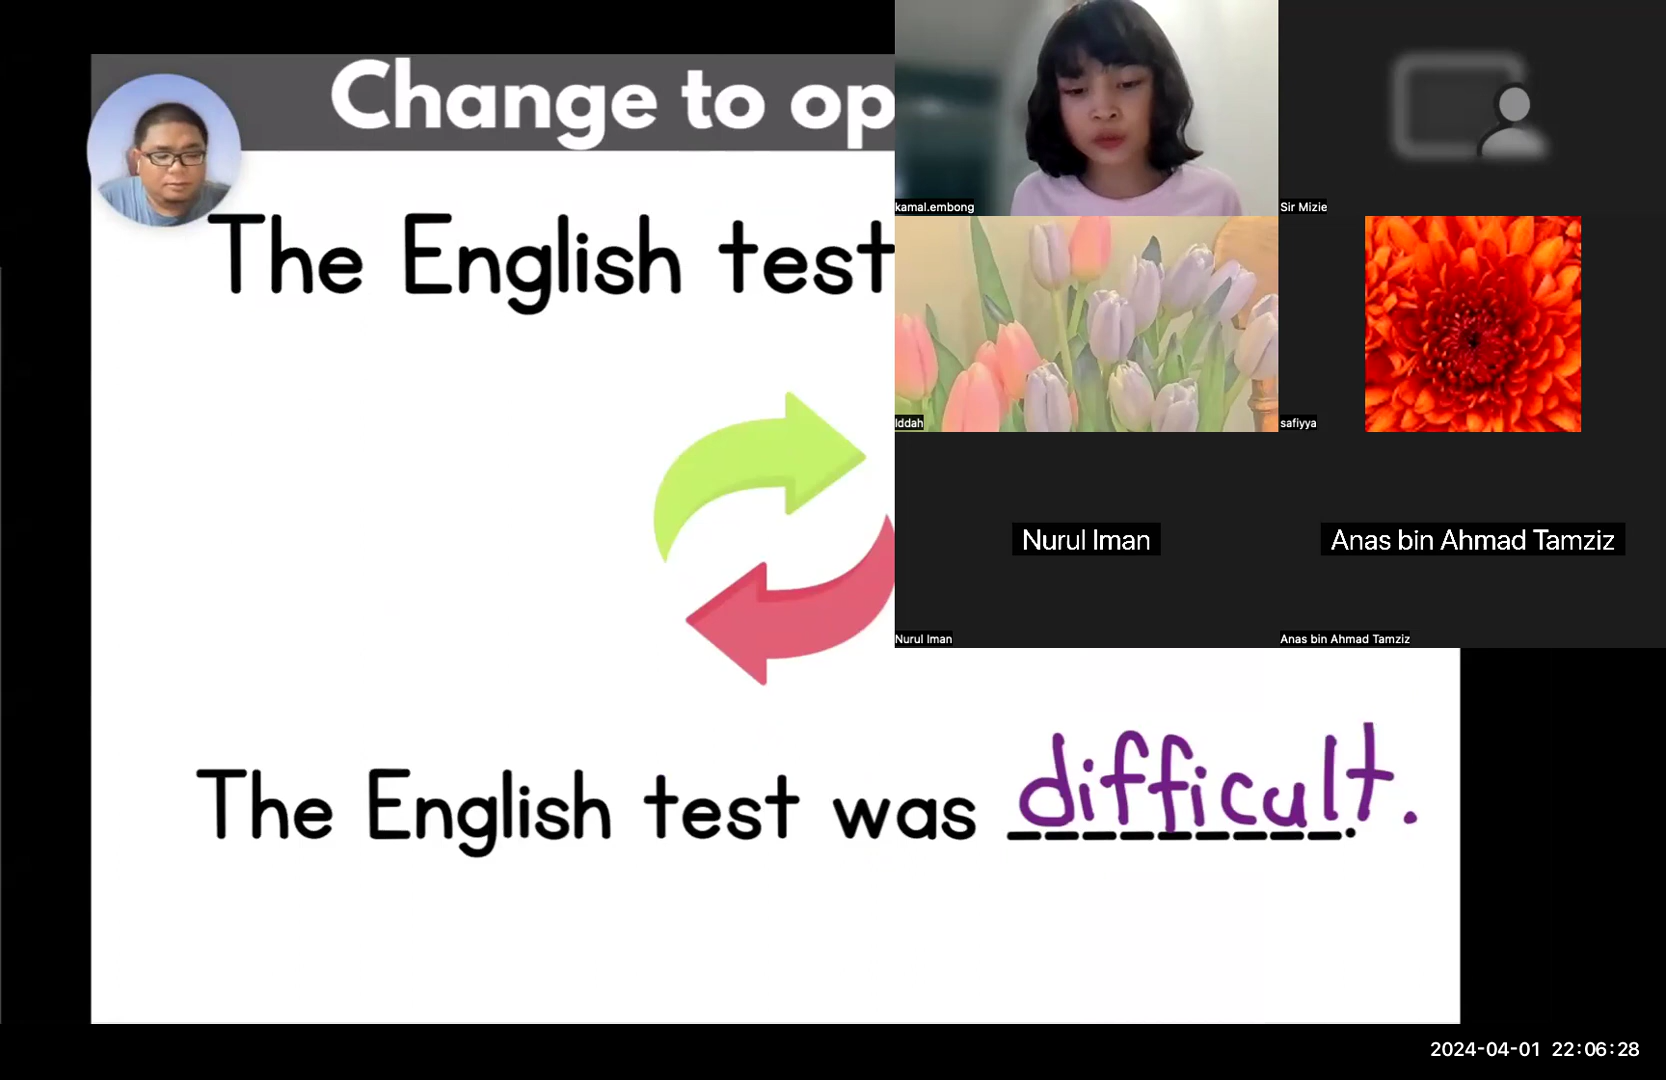 Change to op
The English test
The English test was difficult.
kamal.embong
Sir Mizie
Iddah
safiyya
Nurul Iman
Anas bin Ahmad Tamziz
Nurul Iman
Anas bin Ahmad Tamziz
2024-04-01 22:06:28